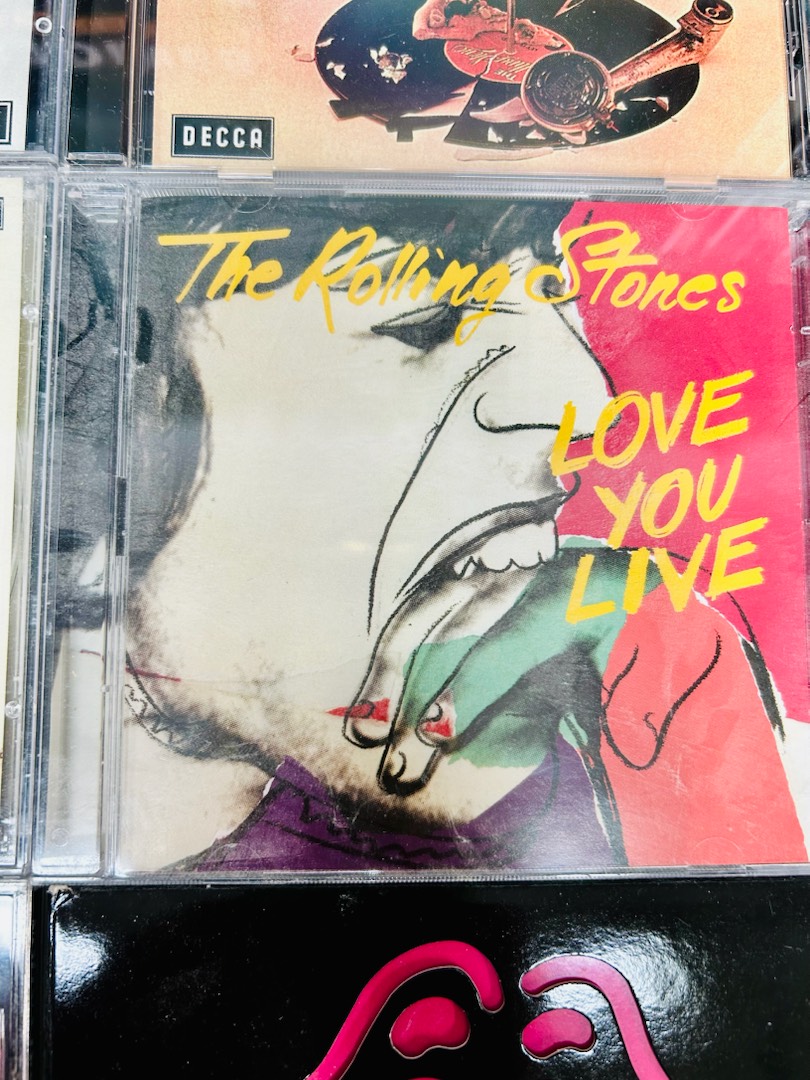 DECCA
The Rolling Stones
LOVE
YOU
LIVE